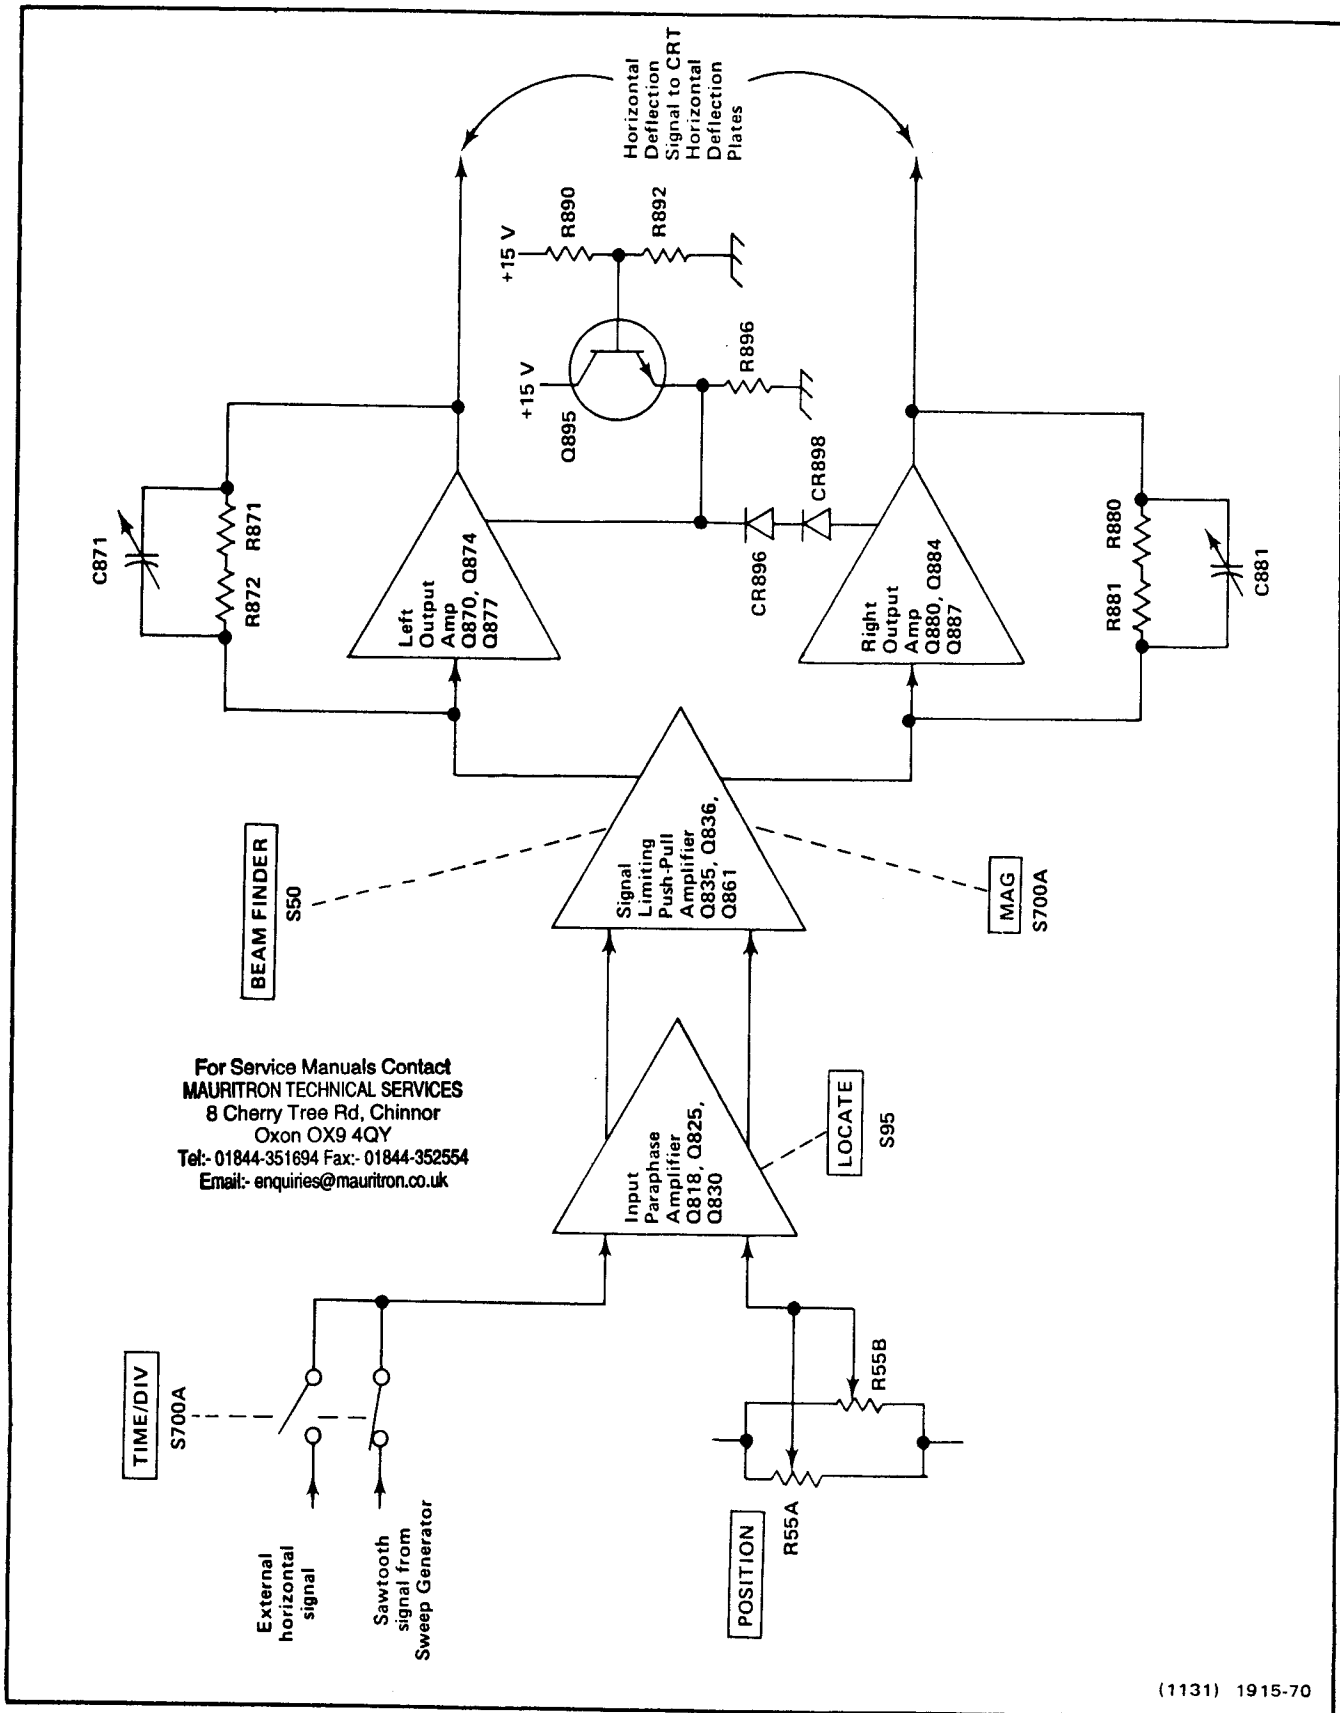 TIME/DIV
S700A
External
horizontal
signal
Sawtooth
signal from
Sweep Generator
POSITION
R55A
R55B
Input
Paraphase
Amplifier
Q818, Q825,
Q830
LOCATE
S95
BEAM FINDER
S50
Signal
Limiting
Push-Pull
Amplifier
Q835, Q836,
Q861
MAG
S700A
C871
R872 R871
Left
Output
Amp
Q870, Q874
Q877
Right
Output
Amp
Q880, Q884
Q887
R881 R880
C881
CR896
CR898
Q895
+15 V
R896
+15 V
R890
R892
Horizontal
Deflection
Signal to CRT
Horizontal
Deflection
Plates
For Service Manuals Contact
MAURITRON TECHNICAL SERVICES
8 Cherry Tree Rd, Chinnor
Oxon OX9 4QY
Tel:- 01844-351694 Fax:- 01844-352554
Email:- enquiries@mauritron.co.uk
(1131) 1915-70